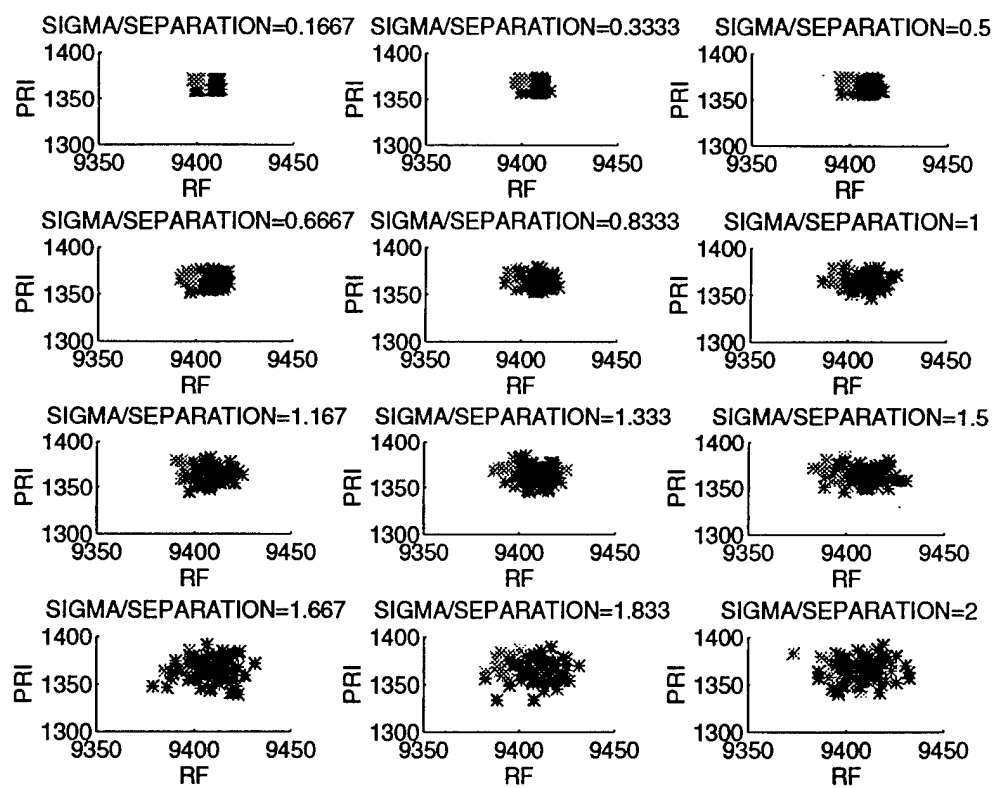 SIGMA/SEPARATION=0.1667 SIGMA/SEPARATION=0.3333 SIGMA/SEPARATION=0.5
1400 1400 1400
PRI PRI PRI
1350 1350 1350
1300 1300 1300
9350 9400 9450 9350 9400 9450 9350 9400 9450
RF RF RF
SIGMA/SEPARATION=0.6667 SIGMA/SEPARATION=0.8333 SIGMA/SEPARATION=1
1400 1400 1400
PRI PRI PRI
1350 1350 1350
1300 1300 1300
9350 9400 9450 9350 9400 9450 9350 9400 9450
RF RF RF
SIGMA/SEPARATION=1.167 SIGMA/SEPARATION=1.333 SIGMA/SEPARATION=1.5
1400 1400 1400
PRI PRI PRI
1350 1350 1350
1300 1300 1300
9350 9400 9450 9350 9400 9450 9350 9400 9450
RF RF RF
SIGMA/SEPARATION=1.667 SIGMA/SEPARATION=1.833 SIGMA/SEPARATION=2
1400 1400 1400
PRI PRI PRI
1350 1350 1350
1300 1300 1300
9350 9400 9450 9350 9400 9450 9350 9400 9450
RF RF RF